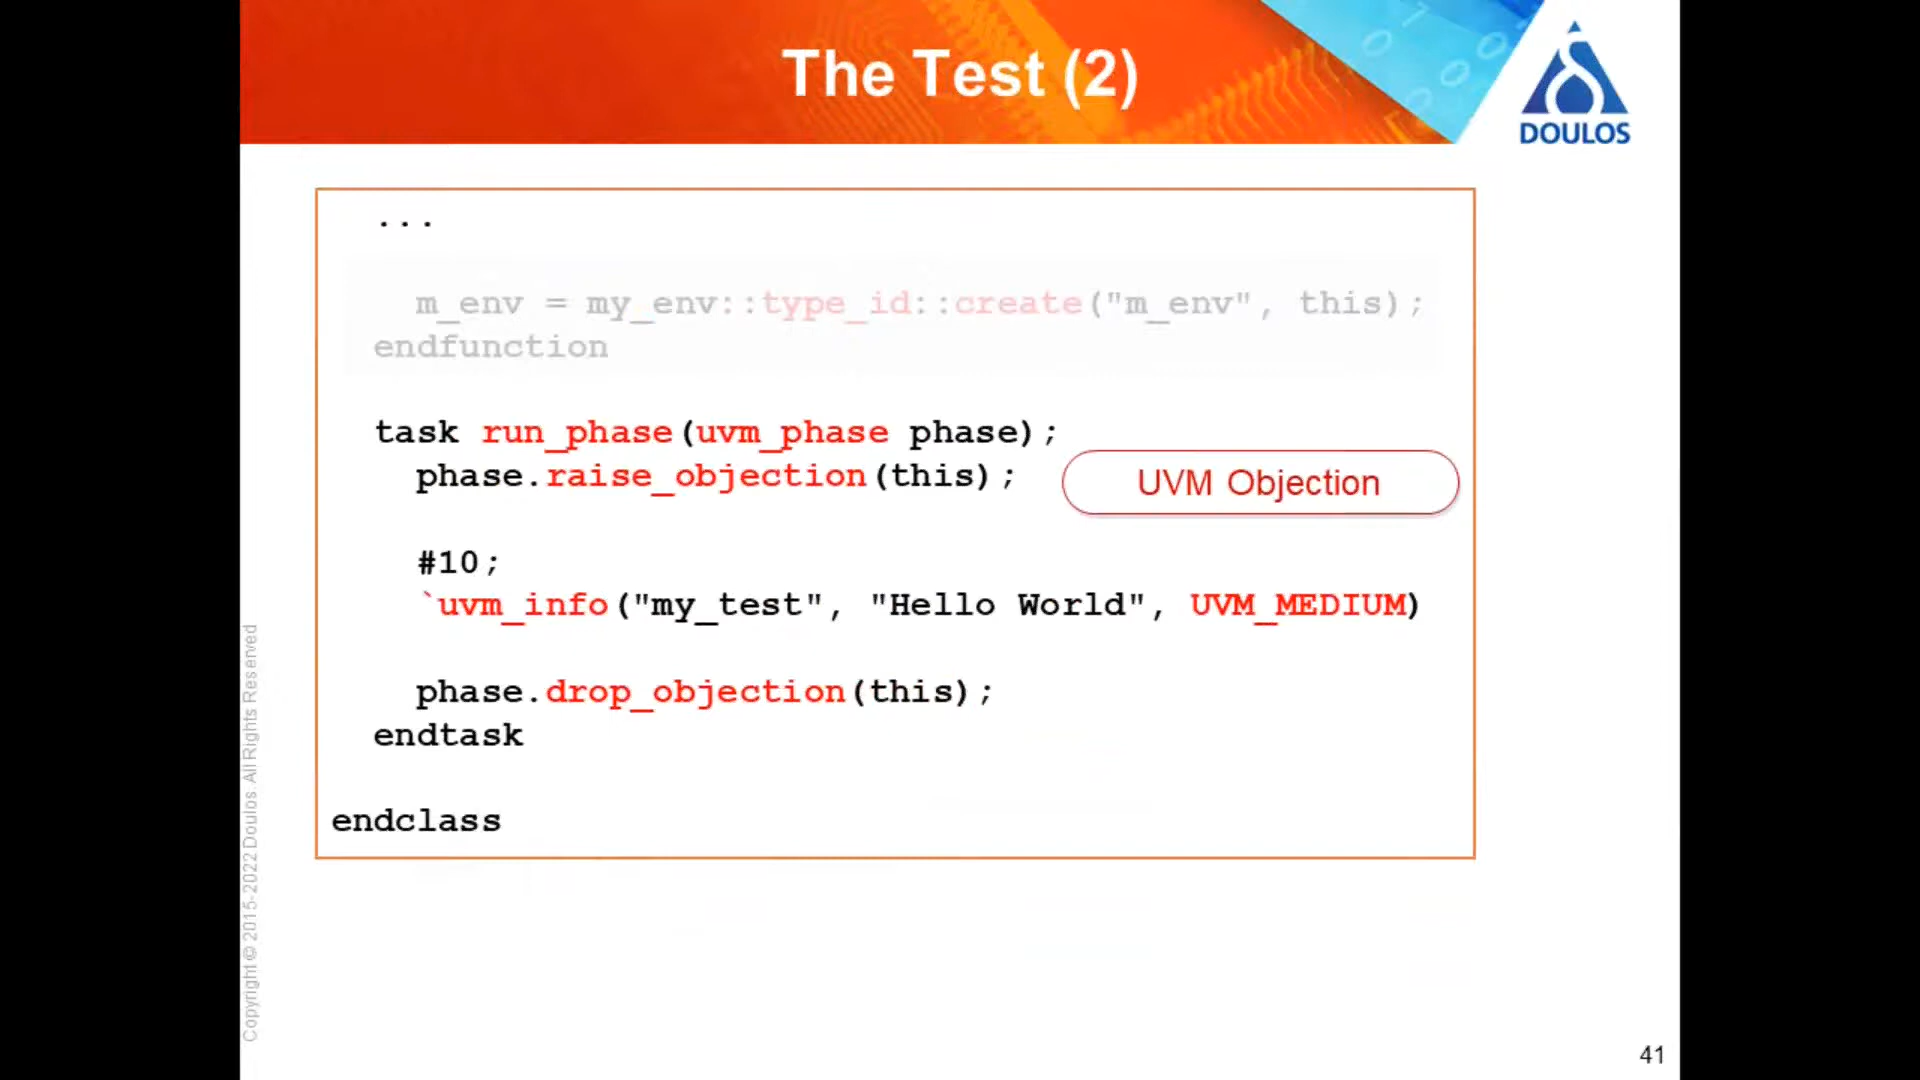 The Test (2)
DOULOS
...
m_env = my_env::type_id::create("m_env", this);
endfunction
task run_phase(uvm_phase phase);
phase.raise_objection(this);
UVM Objection
#10;
`uvm_info("my_test", "Hello World", UVM_MEDIUM)
phase.drop_objection(this);
endtask
endclass
Copyright © 2015-2022 Doulos. All Rights Reserved
41